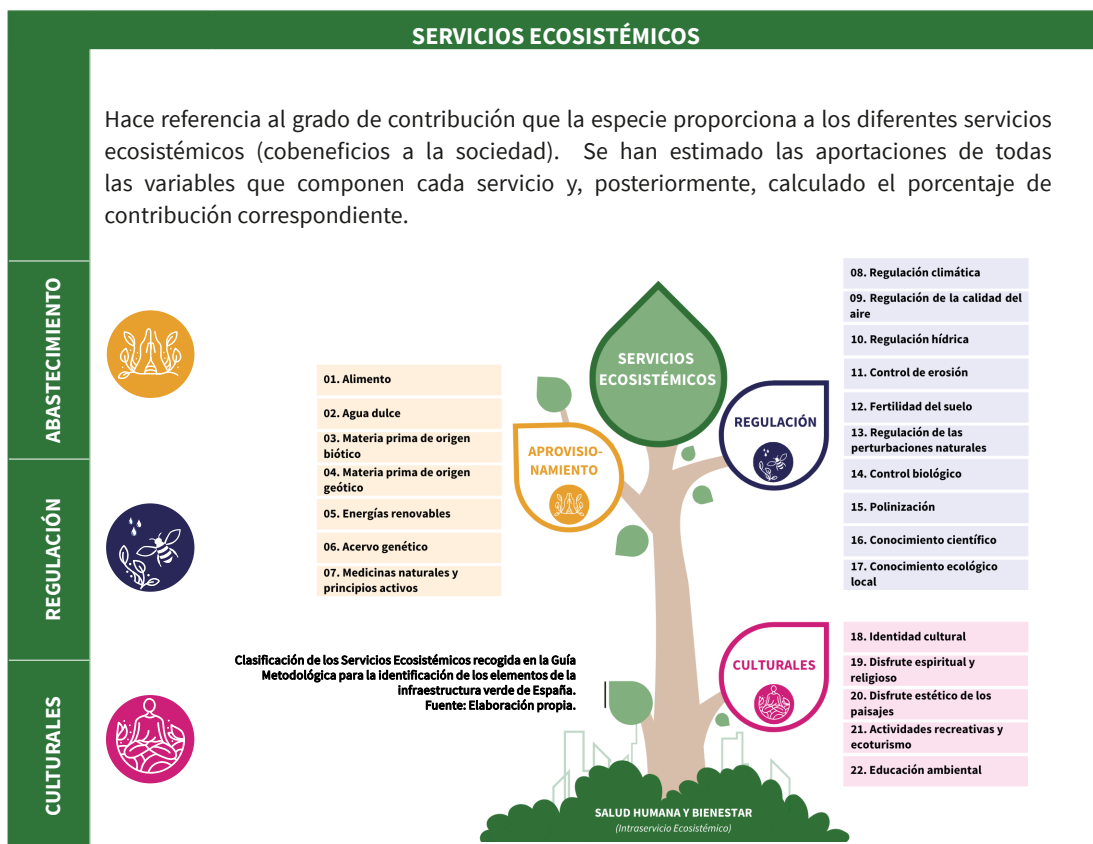 SERVICIOS ECOSISTÉMICOS
Hace referencia al grado de contribución que la especie proporciona a los diferentes servicios
ecosistémicos (cobeneficios a la sociedad). Se han estimado las aportaciones de todas
las variables que componen cada servicio y, posteriormente, calculado el porcentaje de
contribución correspondiente.
ABASTECIMIENTO
REGULACIÓN
CULTURALES
01. Alimento
02. Agua dulce
03. Materia prima de origen
biótico
04. Materia prima de origen
geótico
05. Energías renovables
06. Acervo genético
07. Medicinas naturales y
principios activos
SERVICIOS
ECOSISTÉMICOS
APROVISIO-
NAMIENTO
REGULACIÓN
CULTURALES
08. Regulación climática
09. Regulación de la calidad del
aire
10. Regulación hídrica
11. Control de erosión
12. Fertilidad del suelo
13. Regulación de las
perturbaciones naturales
14. Control biológico
15. Polinización
16. Conocimiento científico
17. Conocimiento ecológico
local
18. Identidad cultural
19. Disfrute espiritual y
religioso
20. Disfrute estético de los
paisajes
21. Actividades recreativas y
ecoturismo
22. Educación ambiental
Clasificación de los Servicios Ecosistémicos recogida en la Guía
Metodológica para la identificación de los elementos de la
infraestructura verde de España.
Fuente: Elaboración propia.
SALUD HUMANA Y BIENESTAR
(Intraservicio Ecosistémico)